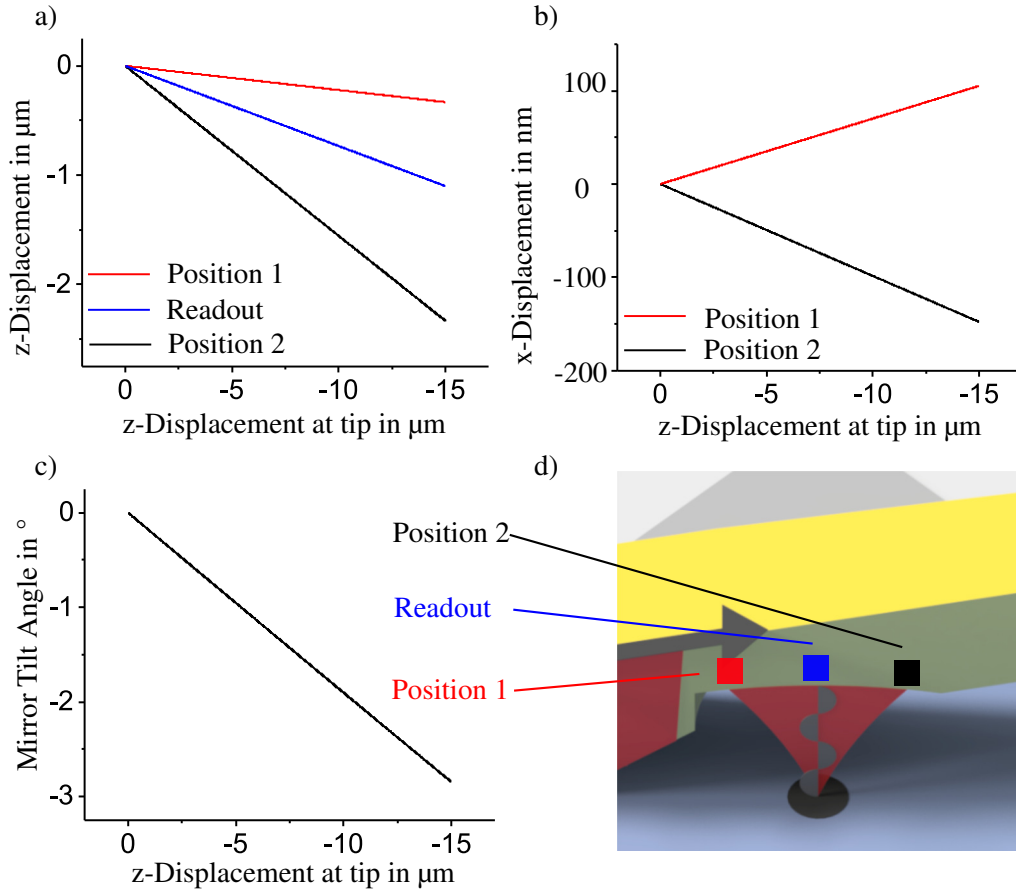 a)
z-Displacement in µm
0
-1
-2
Position 1
Readout
Position 2
0 -5 -10 -15
z-Displacement at tip in µm
b)
x-Displacement in nm
100
0
-100
-200
Position 1
Position 2
0 -5 -10 -15
z-Displacement at tip in µm
c)
Mirror Tilt Angle in °
0
-1
-2
-3
0 -5 -10 -15
z-Displacement at tip in µm
d)
Position 2
Readout
Position 1